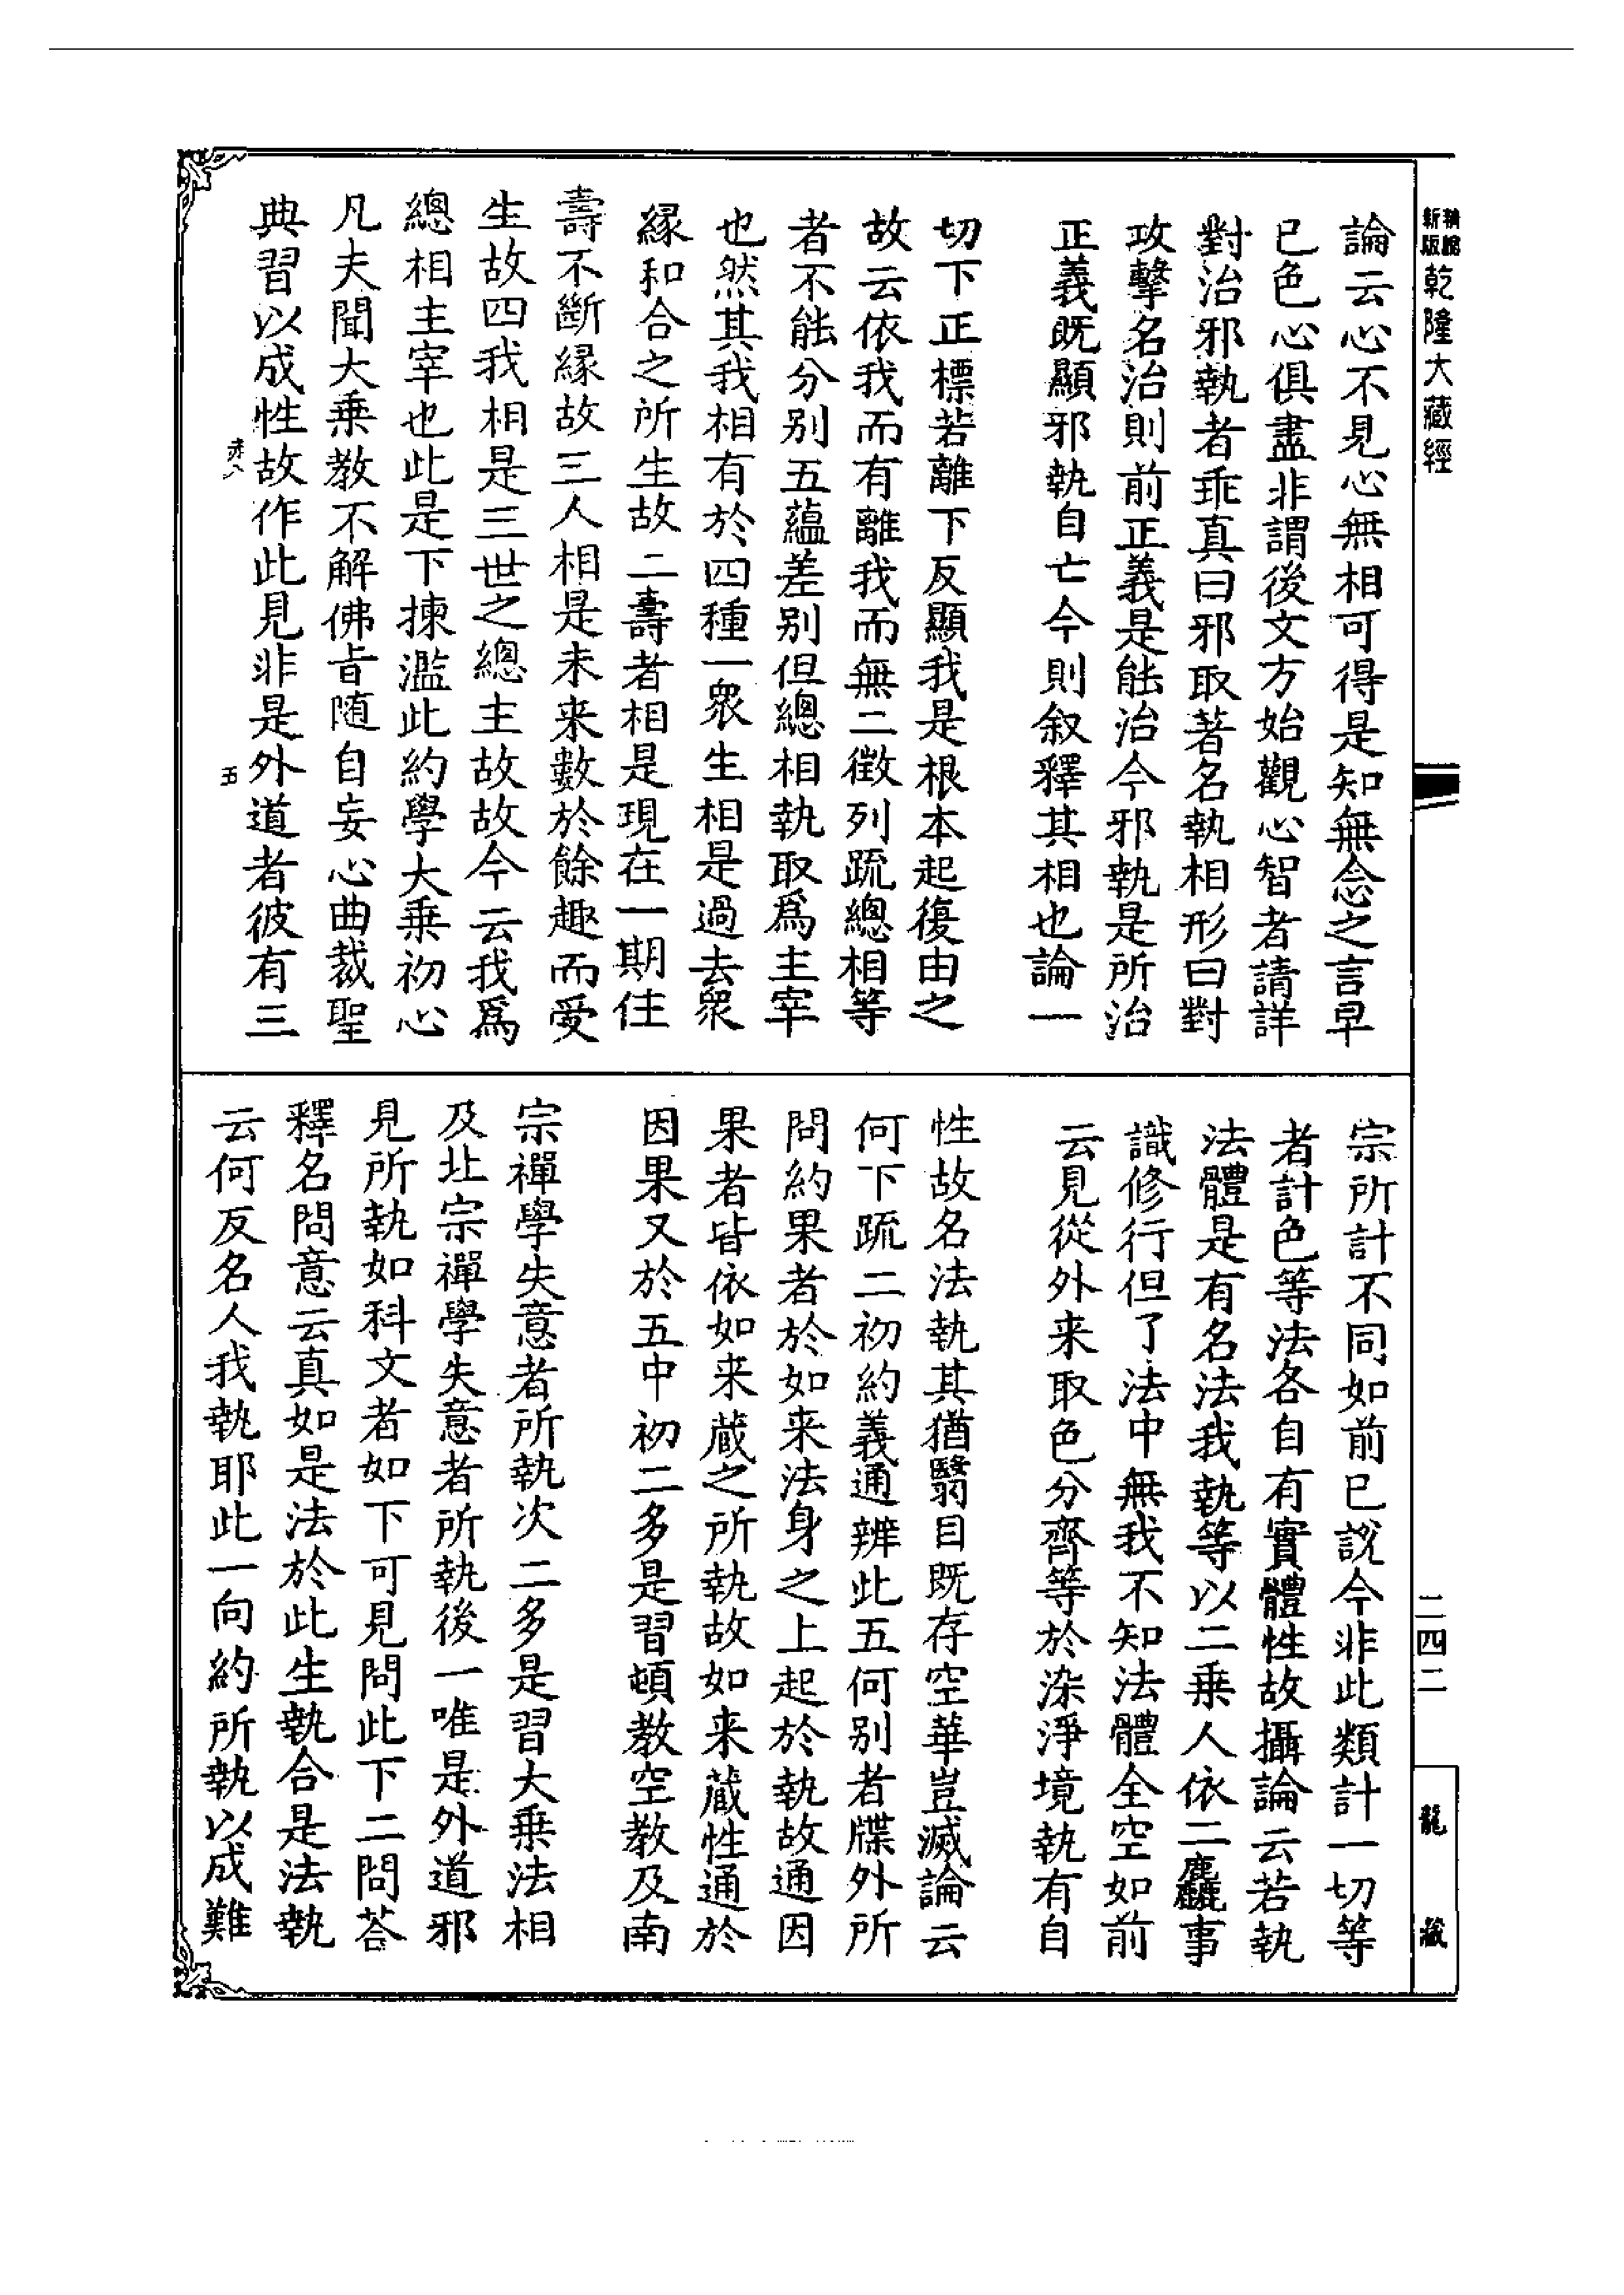 精縮新版乾隆大藏經
論云心不見心無相可得是知無念之言早
已色心俱盡非謂後文方始觀心智者請詳
對治邪執者乖真曰邪取著名執相形曰對
攻擊名治則前正義是能治今邪執是所治
正義既顯邪執自亡今則叙釋其相也論一
切下正標若離下反顯我是根本起復由之
故云依我而有離我而無二徴列䟽總相等
者不能分别五藴差别但總相執取爲主宰
也然其我相有於四種一衆生相是過去衆
縁和合之所生故二壽者相是現在一期住
壽不斷縁故三人相是未来數於餘趣而受
生故四我相是三世之總主故故今云我爲
總相主宰也此是下揀濫此約學大乗初心
凡夫聞大乗教不解佛旨随自妄心曲裁聖
典習以成性故作此見非是外道者彼有三
赤八
五
宗所計不同如前已說今非此類計一切等
者計色等法各自有實體性故攝論云若執
法體是有名法我執等以二乗人依二麤事
識修行但了法中無我不知法體全空如前
云見從外来取色分齊等於染淨境執有自
性故名法執其猶翳目既存空華豈滅論云
何下䟽二初約義通辨此五何别者牒外所
問約果者於如来法身之上起於執故通因
果者皆依如来蔵之所執故如来蔵性通於
因果又於五中初二多是習頓教空教及南
宗禪學失意者所執次二多是習大乗法相
及北宗禪學失意者所執後一唯是外道邪
見所執如科文者如下可見問此下二問荅
釋名問意云真如是法於此生執合是法執
云何反名人我執耶此一向約所執以成難
二四二
龍藏